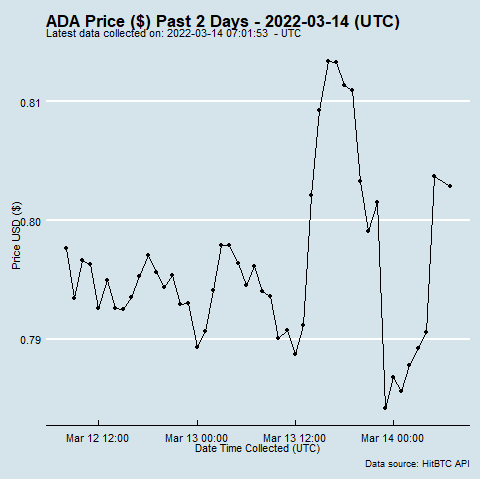 ADA Price ($) Past 2 Days - 2022-03-14 (UTC)
Latest data collected on: 2022-03-14 07:01:53 - UTC
0.81
0.80
0.79
Price USD ($)
Mar 12 12:00 Mar 13 00:00 Mar 13 12:00 Mar 14 00:00
Date Time Collected (UTC)
Data source: HitBTC API